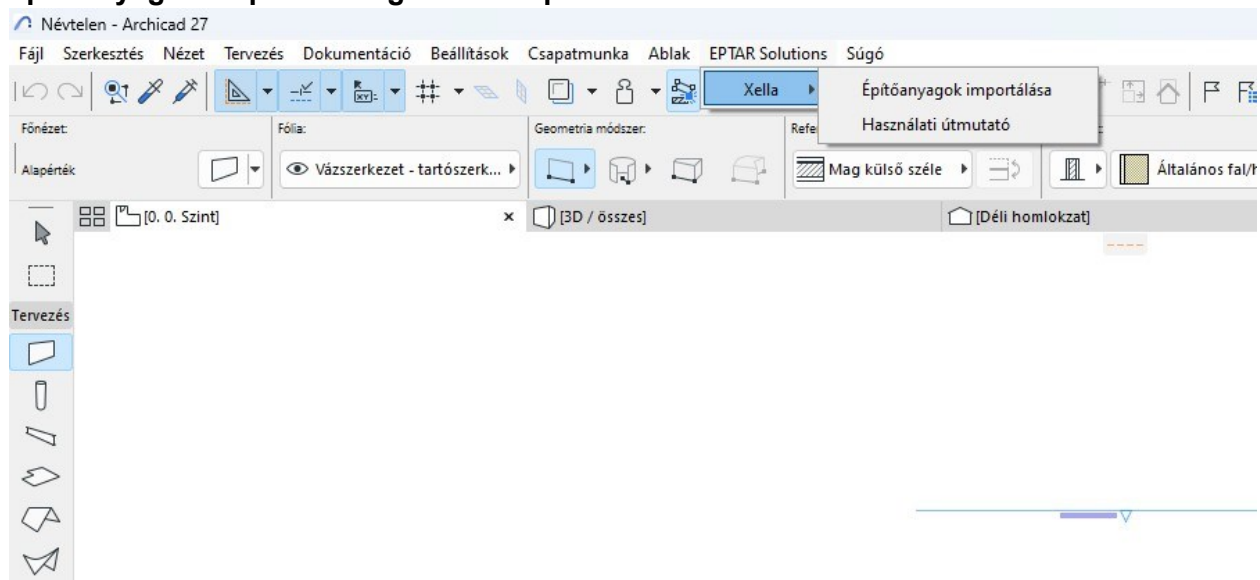 Névtelen - Archicad 27
Fájl Szerkesztés Nézet Tervezés Dokumentáció Beállítások Csapatmunka Ablak EPTAR Solutions Súgó
Xella
Építőanyagok importálása
Használati útmutató
Főnézet:
Fólia:
Geometria módszer:
Alapérték
Vázszerkezet - tartószerk...
Mag külső széle
Általános fal/
[0. 0. Szint]
[3D / összes]
[Déli homlokzat]
Tervezés